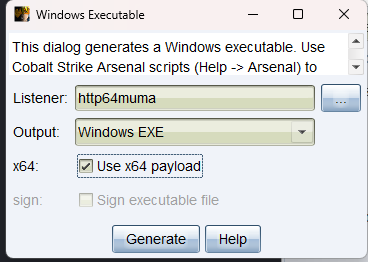 Windows Executable
This dialog generates a Windows executable. Use
Cobalt Strike Arsenal scripts (Help -> Arsenal) to
Listener: http64muma ...
Output: Windows EXE
x64: Use x64 payload
sign: Sign executable file
Generate Help